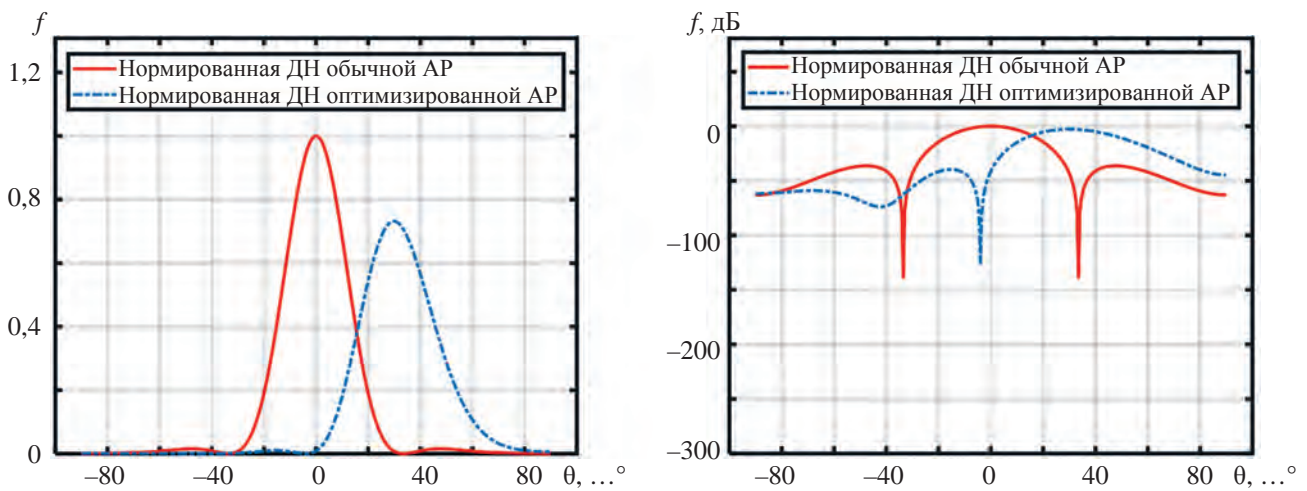 f
1,2
Нормированная ДН обычной АР
Нормированная ДН оптимизированной АР
0,8
0,4
0
–80
–40
0
40
80
θ, ...°
f, дБ
Нормированная ДН обычной АР
Нормированная ДН оптимизированной АР
0
–100
–200
–300
–80
–40
0
40
80
θ, ...°